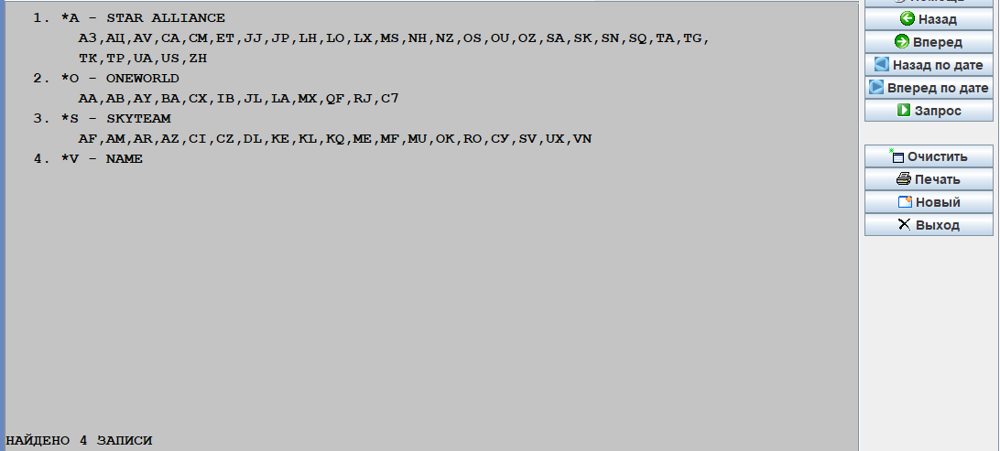 1. *A - STAR ALLIANCE
A3,АЦ,AV,CA,CM,ET,JJ,JP,LH,LO,LX,MS,NH,NZ,OS,OU,OZ,SA,SK,SN,SQ,TA,TG,
TK,TP,UA,US,ZH
2. *O - ONEWORLD
AA,AB,AY,BA,CX,IB,JL,LA,MX,QF,RJ,С7
3. *S - SKYTEAM
AF,AM,AR,AZ,CI,CZ,DL,KE,KL,KQ,ME,MF,MU,OK,RO,СУ,SV,UX,VN
4. *V - NAME
НАЙДЕНО 4 ЗАПИСИ
Назад
Вперед
Назад по дате
Вперед по дате
Запрос
Очистить
Печать
Новый
Выход